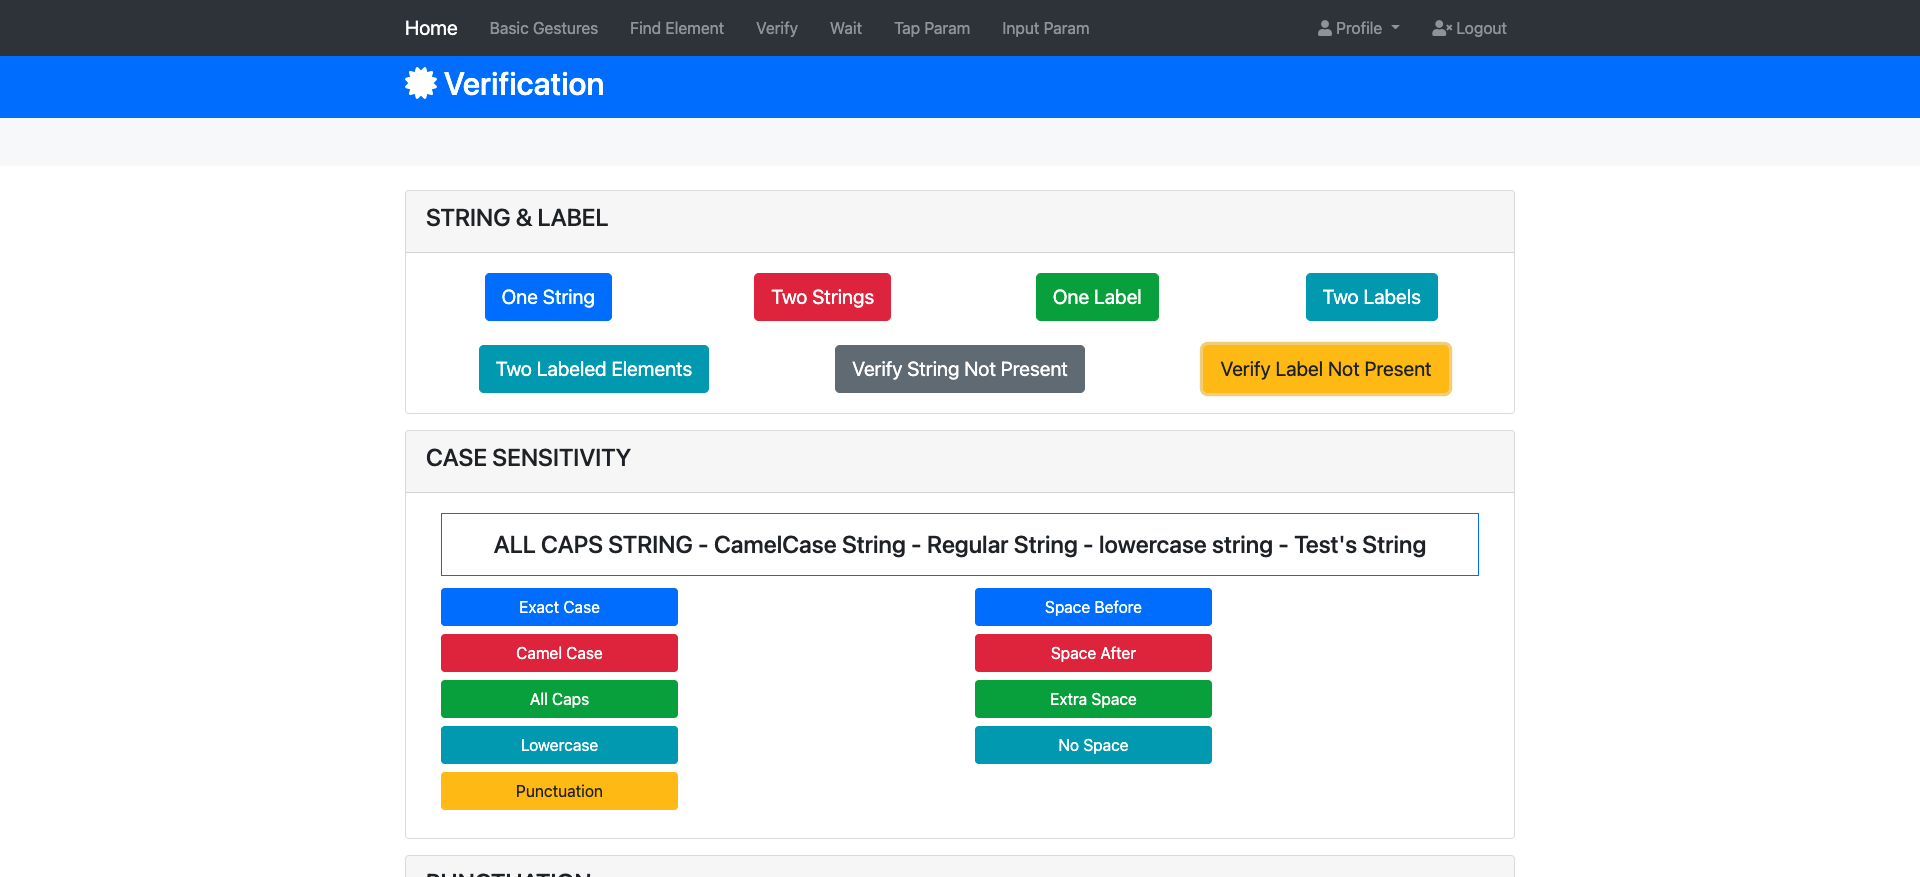 Home Basic Gestures Find Element Verify Wait Tap Param Input Param Profile Logout
Verification
STRING & LABEL
One String Two Strings One Label Two Labels
Two Labeled Elements Verify String Not Present Verify Label Not Present
CASE SENSITIVITY
ALL CAPS STRING - CamelCase String - Regular String - lowercase string - Test's String
Exact Case Space Before
Camel Case Space After
All Caps Extra Space
Lowercase No Space
Punctuation
PUNCTUATION